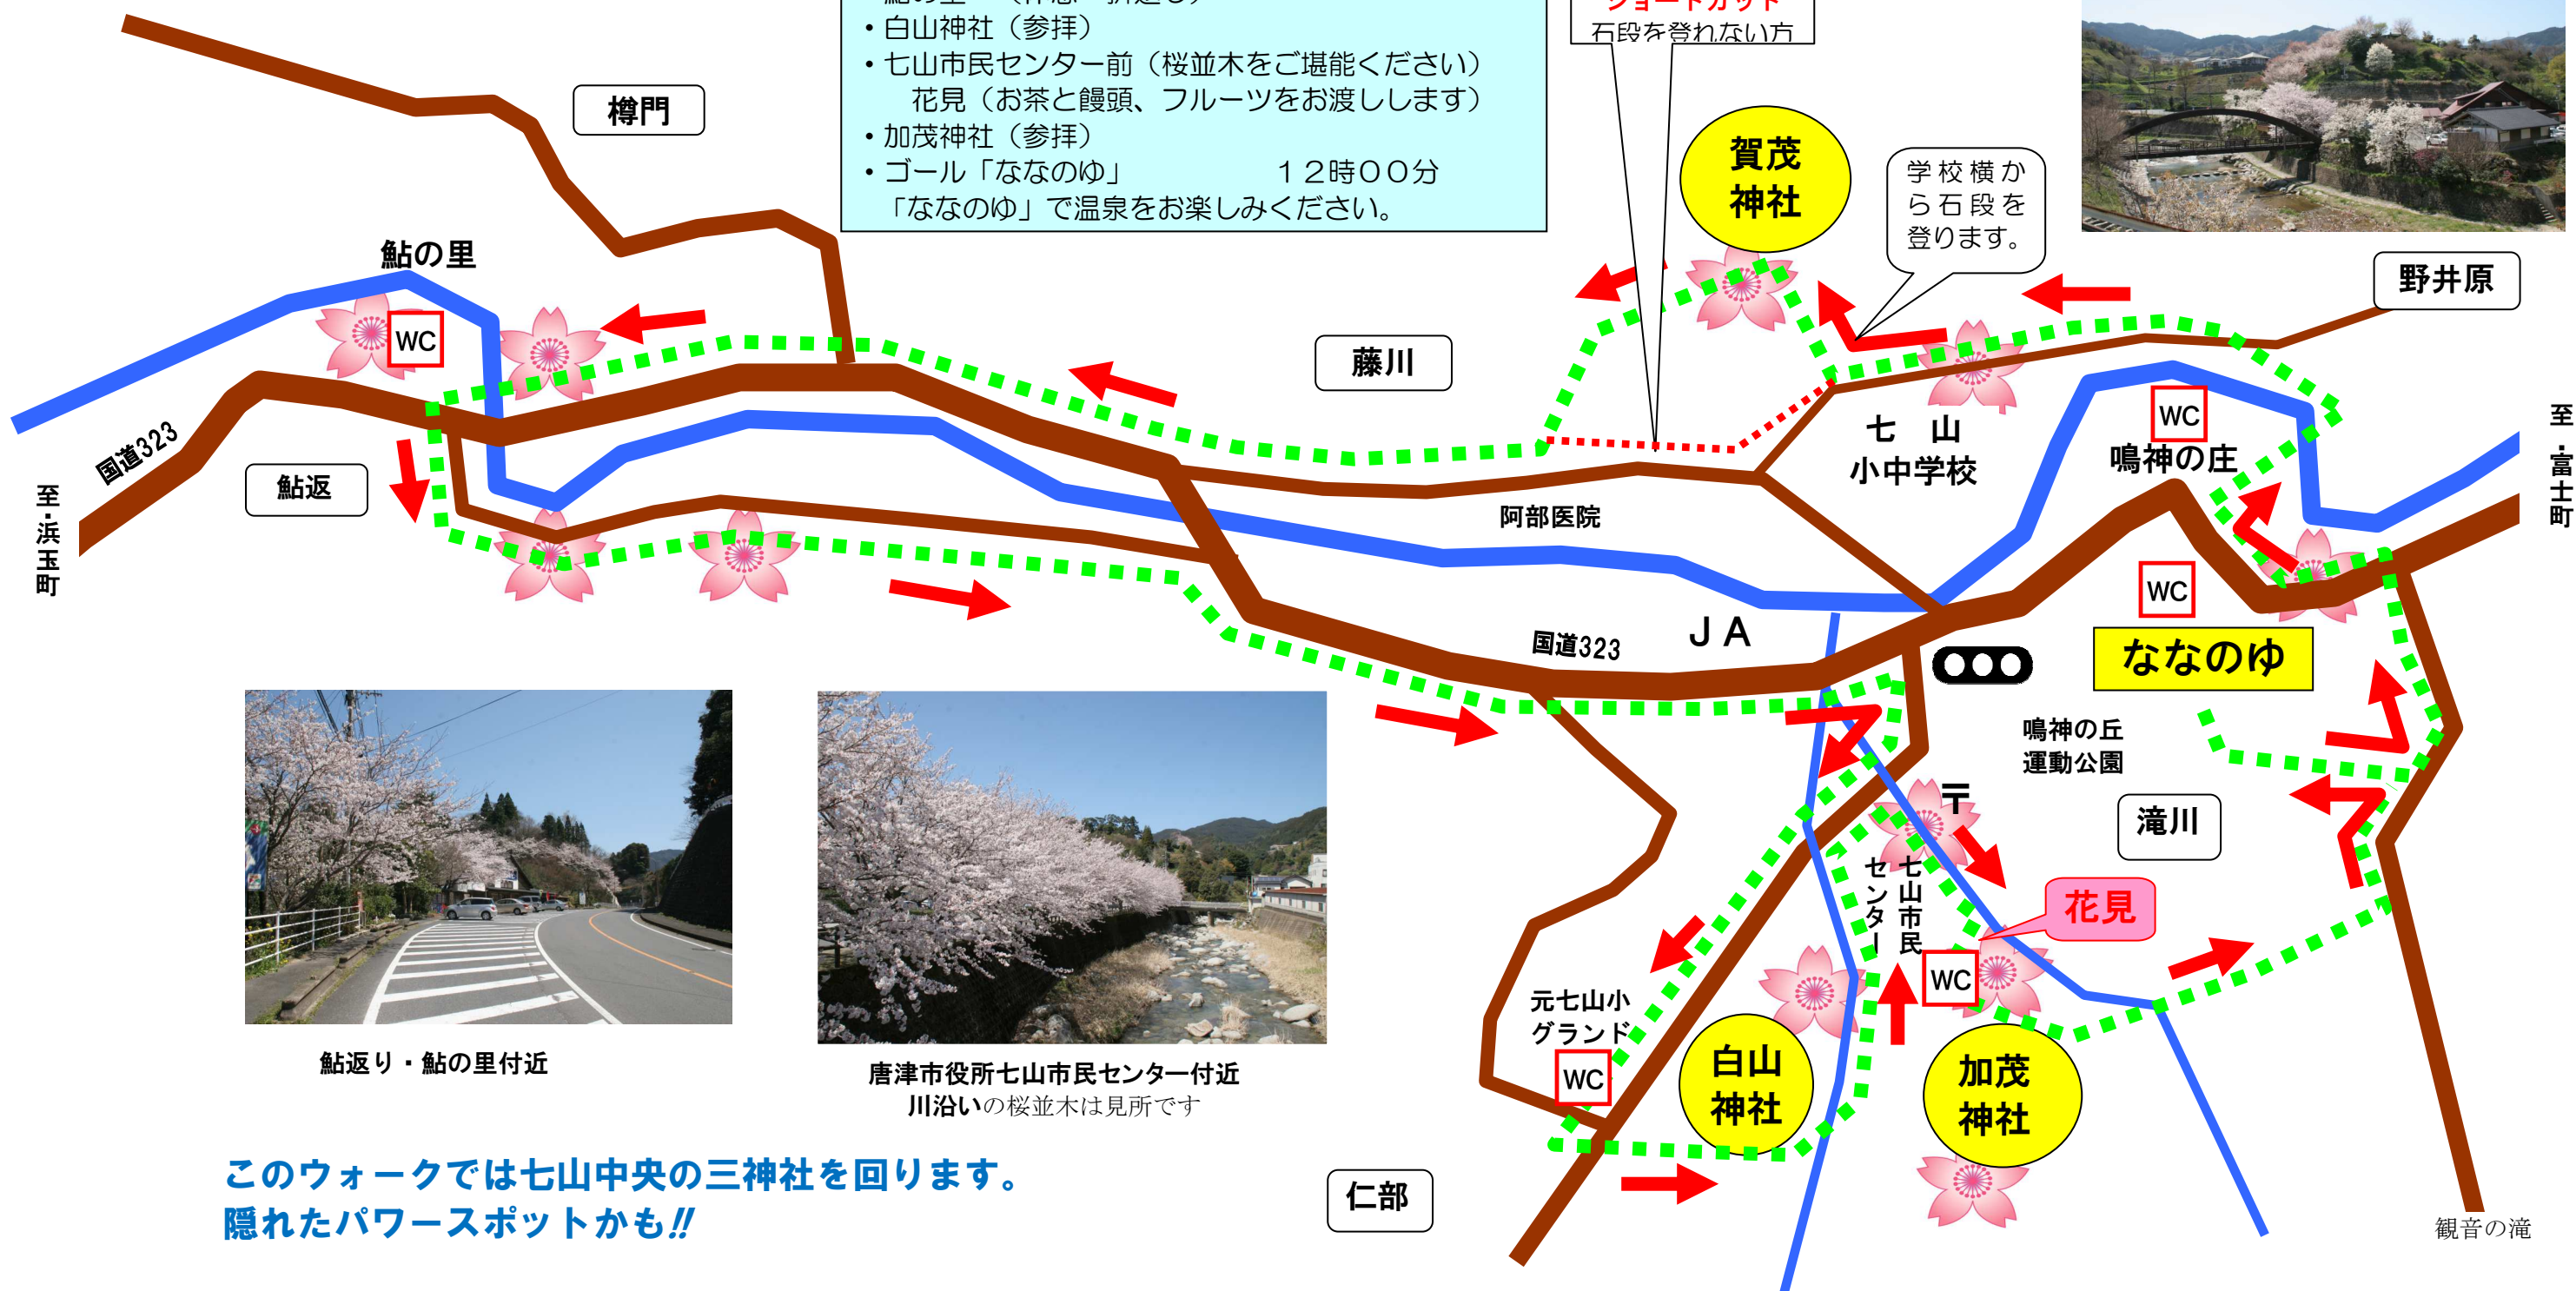 ・白山神社（参拝）
・七山市民センター前（桜並木をご堪能ください）
花見（お茶と饅頭、フルーツをお渡しします）
・加茂神社（参拝）
・ゴール「ななのゆ」　１２時００分
「ななのゆ」で温泉をお楽しみください。
ショートカット
石段を登れない方
樽門
賀茂
神社
学校横か
ら石段を
登ります。
野井原
鮎の里
WC
藤川
七　山
小中学校
WC
鳴神の庄
至・富士町
国道323
鮎返
至・浜玉町
阿部医院
WC
ななのゆ
国道323
ＪＡ
鳴神の丘
運動公園
〒
滝川
七山市民
センター
花見
WC
元七山小
グランド
WC
白山
神社
加茂
神社
鮎返り・鮎の里付近
唐津市役所七山市民センター付近
川沿いの桜並木は見所です
このウォークでは七山中央の三神社を回ります。
隠れたパワースポットかも!!
仁部
観音の滝